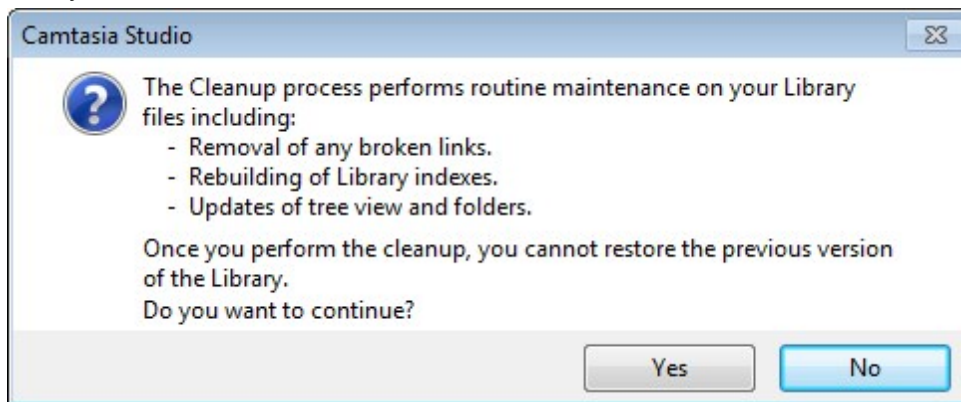 Camtasia Studio
The Cleanup process performs routine maintenance on your Library
files including:
- Removal of any broken links.
- Rebuilding of Library indexes.
- Updates of tree view and folders.
Once you perform the cleanup, you cannot restore the previous version
of the Library.
Do you want to continue?
Yes No